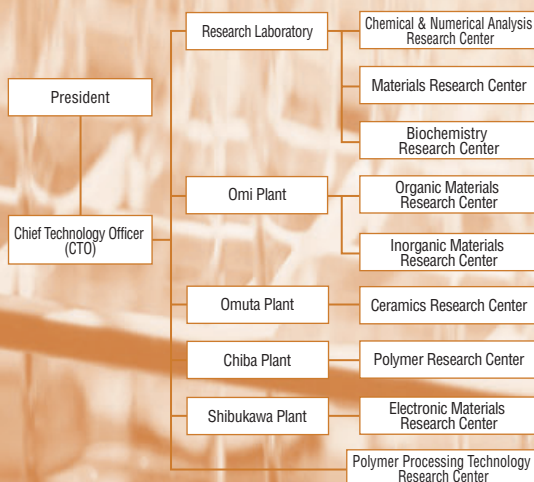 President
Chief Technology Officer
(CTO)
Research Laboratory
Chemical & Numerical Analysis
Research Center
Materials Research Center
Biochemistry
Research Center
Omi Plant
Organic Materials
Research Center
Inorganic Materials
Research Center
Omuta Plant
Ceramics Research Center
Chiba Plant
Polymer Research Center
Shibukawa Plant
Electronic Materials
Research Center
Polymer Processing Technology
Research Center